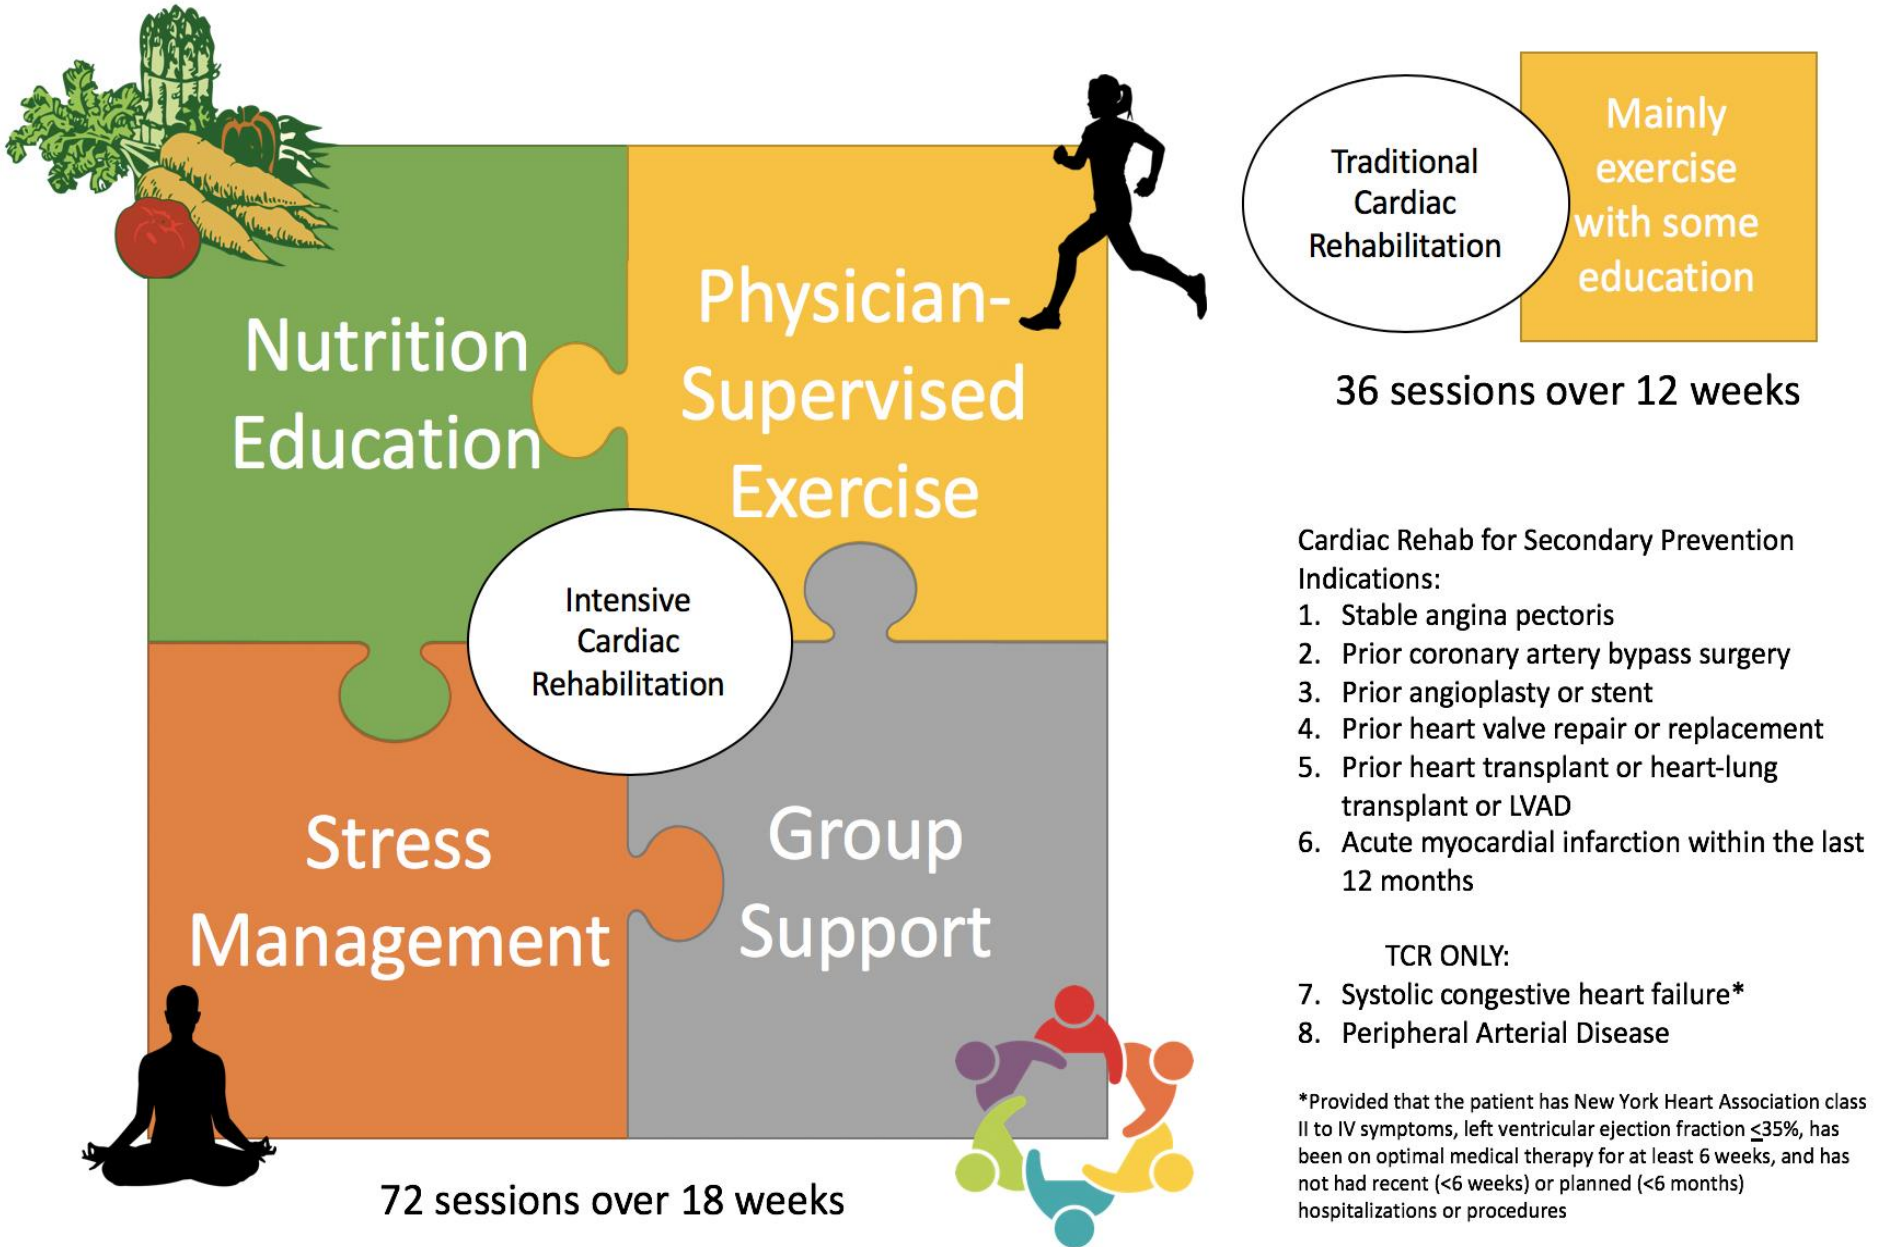 Nutrition
Education
Physician-
Supervised
Exercise
Intensive
Cardiac
Rehabilitation
Stress
Management
Group
Support
72 sessions over 18 weeks
Traditional
Cardiac
Rehabilitation
Mainly
exercise
with some
education
36 sessions over 12 weeks
Cardiac Rehab for Secondary Prevention
Indications:
1. Stable angina pectoris
2. Prior coronary artery bypass surgery
3. Prior angioplasty or stent
4. Prior heart valve repair or replacement
5. Prior heart transplant or heart-lung
transplant or LVAD
6. Acute myocardial infarction within the last
12 months
TCR ONLY:
7. Systolic congestive heart failure*
8. Peripheral Arterial Disease
*Provided that the patient has New York Heart Association class
II to IV symptoms, left ventricular ejection fraction <35%, has
been on optimal medical therapy for at least 6 weeks, and has
not had recent (<6 weeks) or planned (<6 months)
hospitalizations or procedures